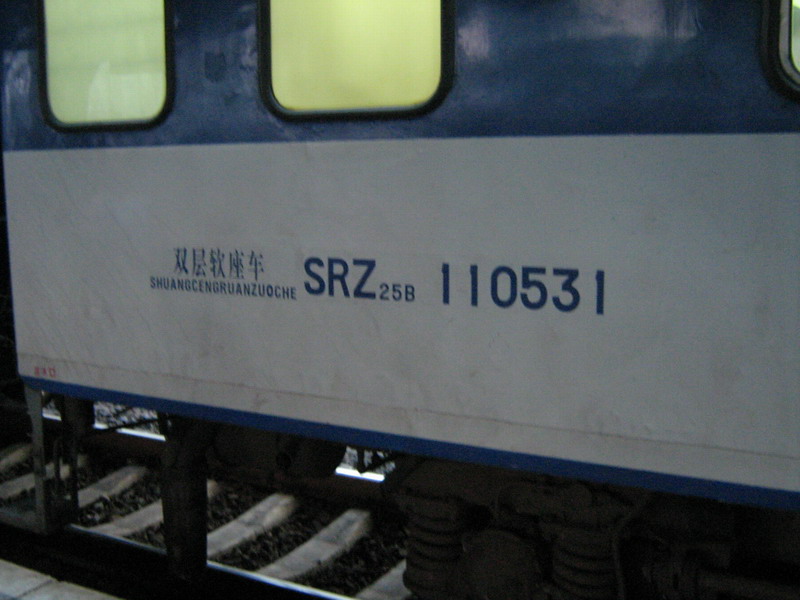 双层软座车
SHUANGCENGRUANZUOCHE
SRZ25B 110531